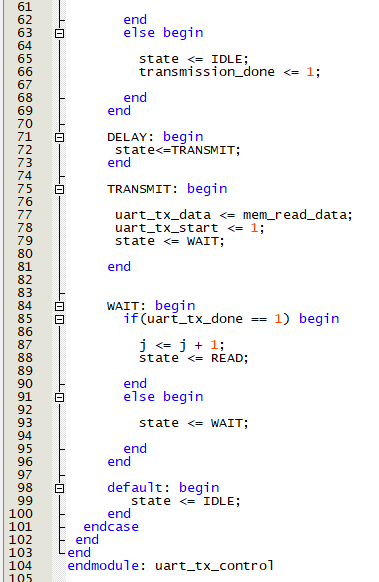 61
62 end
63 else begin
64
65 state <= IDLE;
66 transmission_done <= 1;
67
68 end
69 end
70
71 DELAY: begin
72 state<=TRANSMIT;
73 end
74
75 TRANSMIT: begin
76
77 uart_tx_data <= mem_read_data;
78 uart_tx_start <= 1;
79 state <= WAIT;
80
81 end
82
83
84 WAIT: begin
85 if(uart_tx_done == 1) begin
86
87 j <= j + 1;
88 state <= READ;
89
90 end
91 else begin
92
93 state <= WAIT;
94
95 end
96 end
97
98 default: begin
99 state <= IDLE;
100 end
101 endcase
102 end
103 end
104 endmodule: uart_tx_control
105